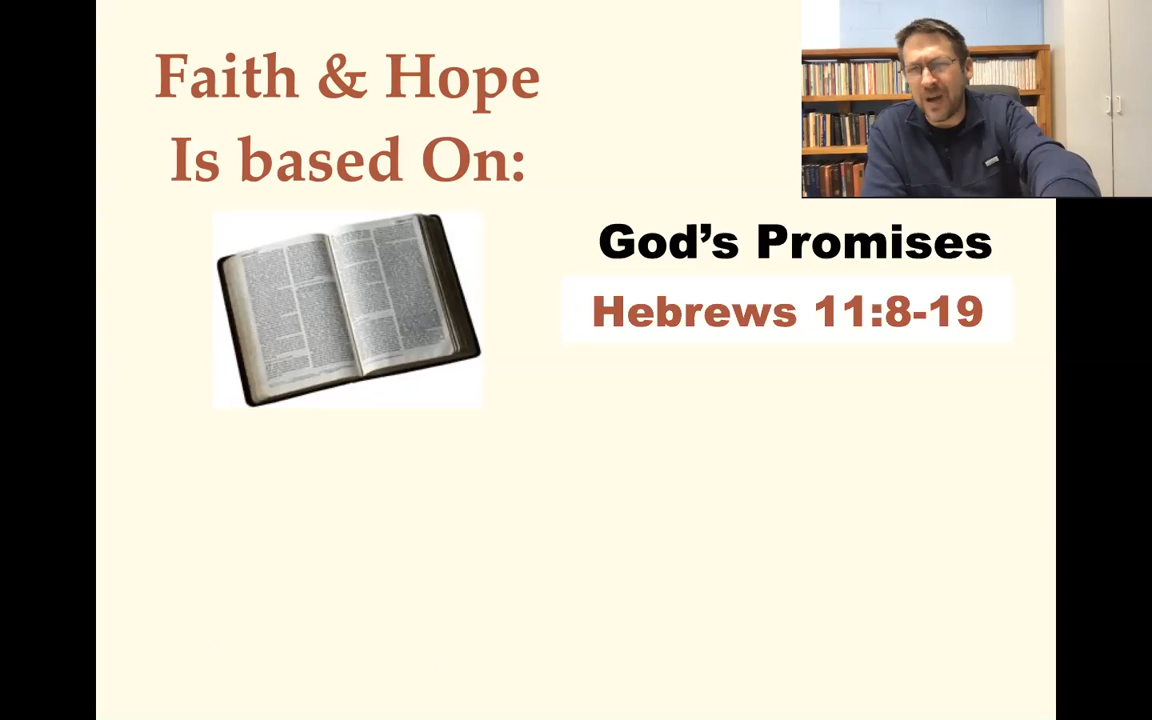 Faith & Hope
Is based On:
God’s Promises
Hebrews 11:8-19